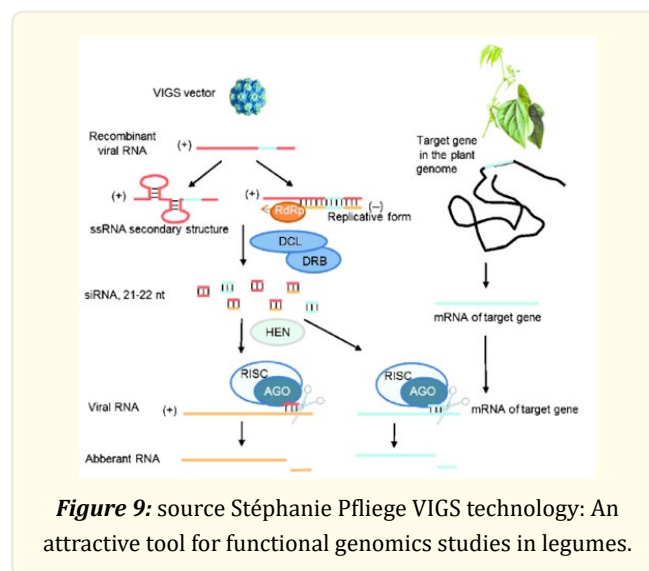 VIGS vector
Recombinant
viral RNA
(+)
Target gene
in the plant
genome
(+)
(+)
RdRp
(–)
Replicative form
ssRNA secondary structure
DCL
DRB
siRNA, 21-22 nt
HEN
mRNA of target gene
RISC
AGO
RISC
AGO
Viral RNA
(+)
mRNA of target gene
Abberant RNA
Figure 9: source Stéphanie Pfliege VIGS technology: An
attractive tool for functional genomics studies in legumes.